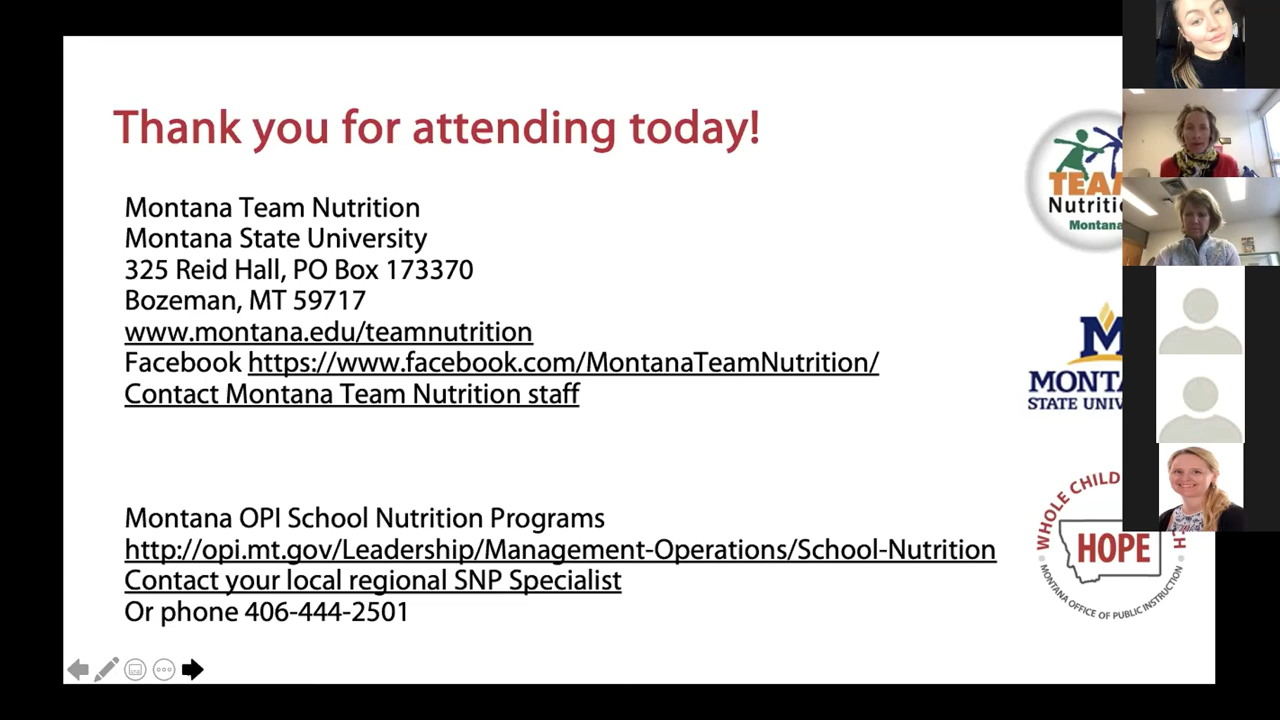 Thank you for attending today!
Montana Team Nutrition
Montana State University
325 Reid Hall, PO Box 173370
Bozeman, MT 59717
www.montana.edu/teamnutrition
Facebook https://www.facebook.com/MontanaTeamNutrition/
Contact Montana Team Nutrition staff
Montana OPI School Nutrition Programs
http://opi.mt.gov/Leadership/Management-Operations/School-Nutrition
Contact your local regional SNP Specialist
Or phone 406-444-2501
Montana
STATE
WHOLE CHILD
HOPE
MONTANA OFFICE OF PUBLIC INSTRUCTION